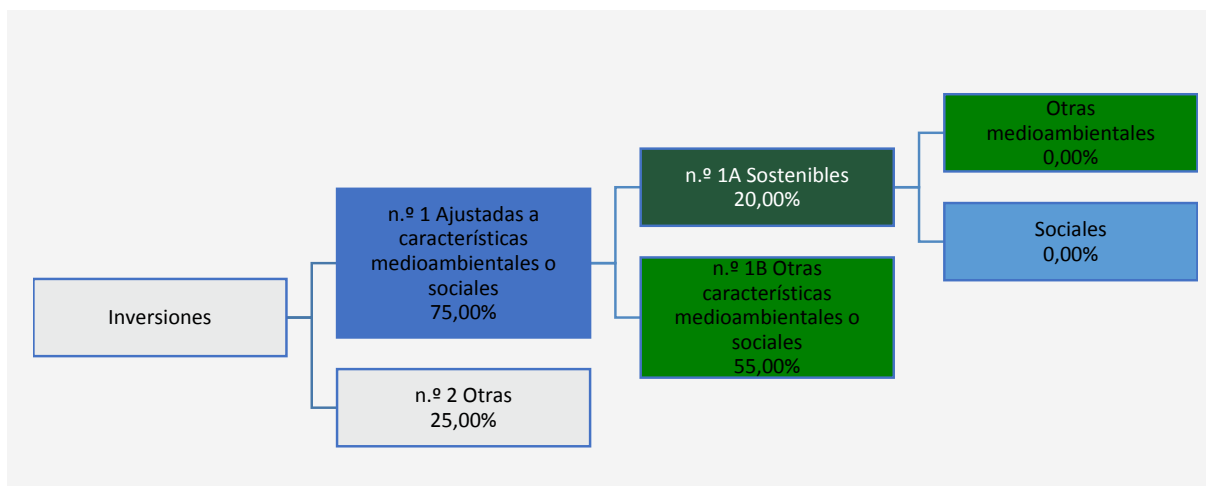 Inversiones
n.º 1 Ajustadas a
características
medioambientales o
sociales
75,00%
n.º 2 Otras
25,00%
n.º 1A Sostenibles
20,00%
n.º 1B Otras
características
medioambientales o
sociales
55,00%
Otras
medioambientales
0,00%
Sociales
0,00%